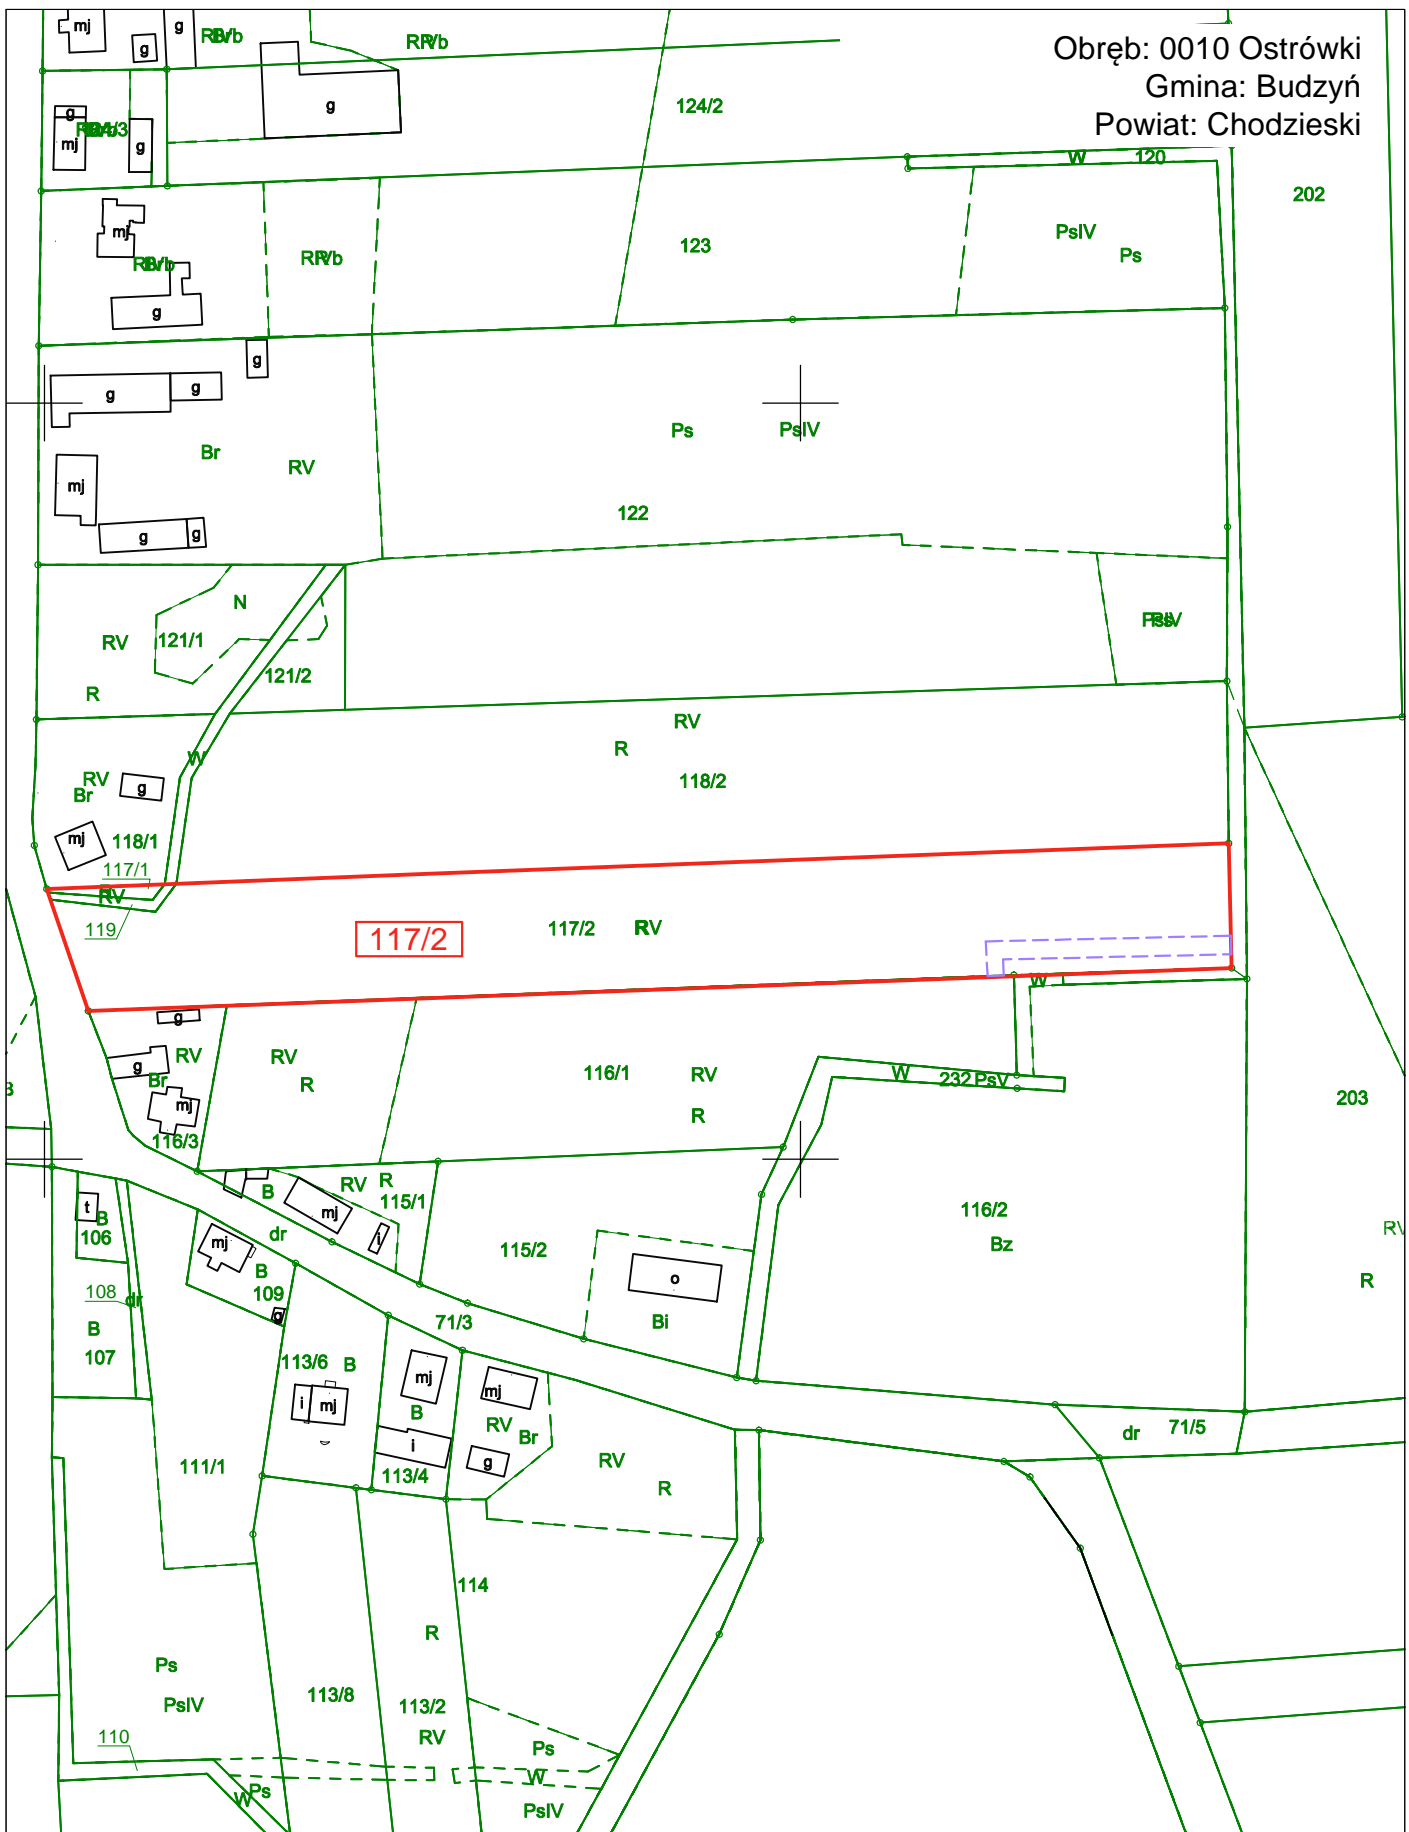 Obręb: 0010 Ostrówki
Gmina: Budzyń
Powiat: Chodzieski
mj
g
g
g
124/2
W
120
202
g
mj
g
mj
g
123
PsIV
Ps
g
g
g
Br
RV
Ps
PsIV
mj
g
g
122
N
RV
121/1
121/2
R
RV
R
118/2
W
RV
Br
g
mj
118/1
117/1
RV
119
117/2
117/2
RV
W
g
RV
g
Br
mj
116/3
RV
R
116/1
RV
R
W
232
PsV
203
B
RV
R
115/1
mj
i
dr
t
B
106
mj
B
109
g
108
dr
B
107
115/2
o
Bi
116/2
Bz
R
71/3
113/6
B
i
mj
mj
B
i
113/4
mj
RV
Br
g
RV
R
dr
71/5
111/1
114
R
Ps
PsIV
113/8
113/2
RV
110
Ps
W
Ps
W
PsIV